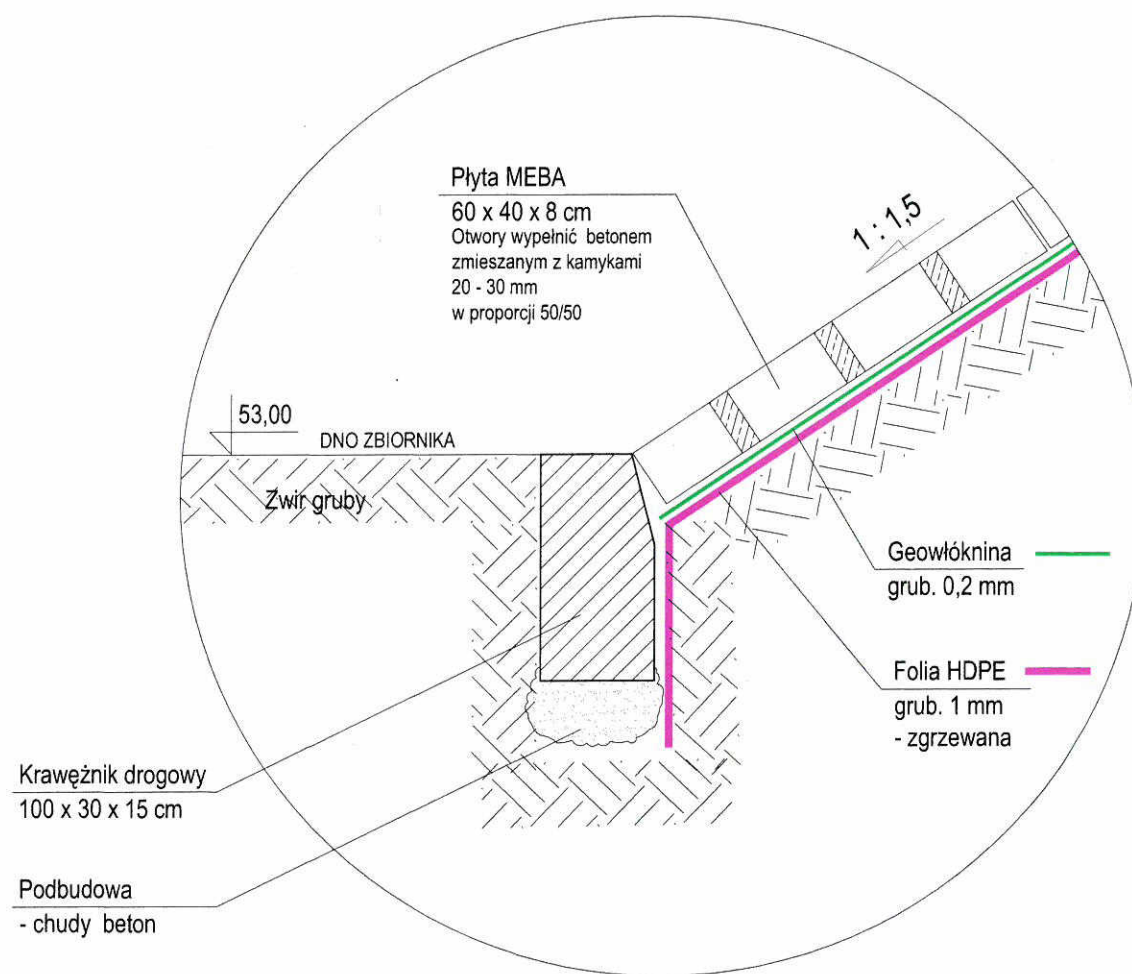 Płyta MEBA
60 x 40 x 8 cm
Otwory wypełnić betonem
zmieszanym z kamykami
20 - 30 mm
w proporcji 50/50
1 : 1,5
53,00
DNO ZBIORNIKA
Zwir gruby
Geowłóknina
grub. 0,2 mm
Folia HDPE
grub. 1 mm
- zgrzewana
Krawężnik drogowy
100 x 30 x 15 cm
Podbudowa
- chudy beton